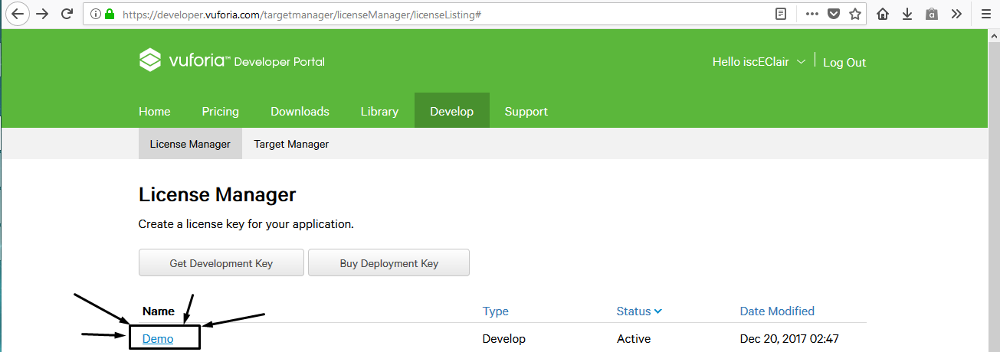 https://developer.vuforia.com/targetmanager/licenseManager/licenseListing#
vuforia™ Developer Portal
Hello iscEClair
Log Out
Home Pricing Downloads Library Develop Support
License Manager Target Manager
License Manager
Create a license key for your application.
Get Development Key Buy Deployment Key
Name Type Status Date Modified
Demo Develop Active Dec 20, 2017 02:47